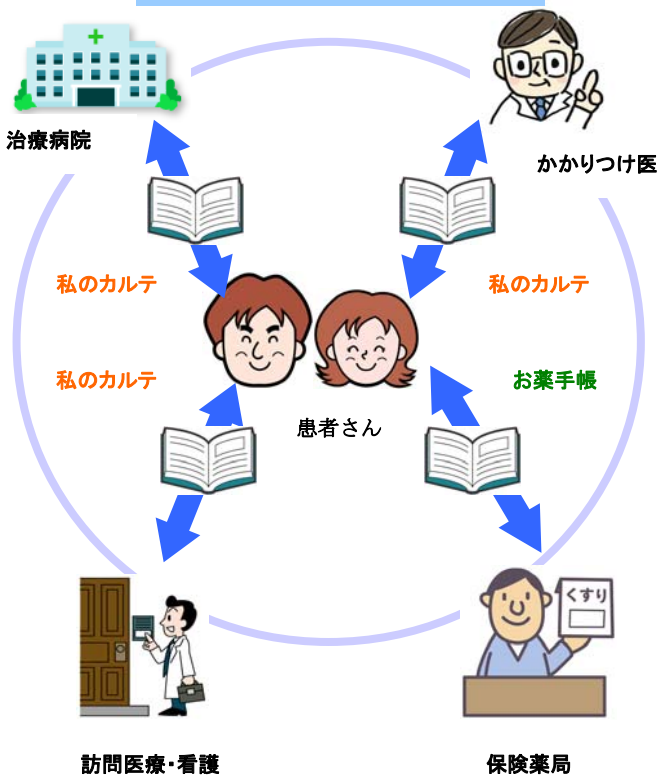 治療病院
かかりつけ医
私のカルテ
私のカルテ
私のカルテ
お薬手帳
患者さん
くすり
訪問医療・看護
保険薬局